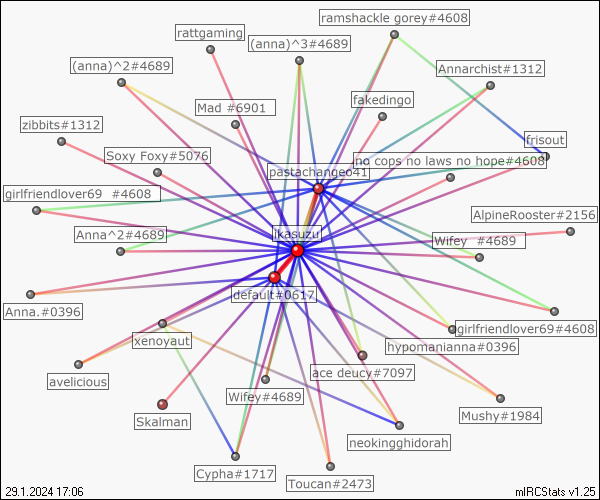 ramshackle gorey#4608
rattgaming
(anna)^3#4689
(anna)^2#4689
Annarchist#1312
fakedingo
Mad #6901
zibbits#1312
frisout
Soxy Foxy#5076
no cops no laws no hope#4608
pastachange041
girlfriendlover69 #4608
AlpineRooster#2156
Anna^2#4689
jkasuzu
Wifey #4689
default#0617
Anna.#0396
girlfriendlover69#4608
xenoyaut
hypomanianna#0396
ace deucy#7097
avelicious
Wifey#4689
Mushy#1984
Skalman
neokingghidorah
Cypha#1717
Toucan#2473
29.1.2024 17:06
mIRCStats v1.25